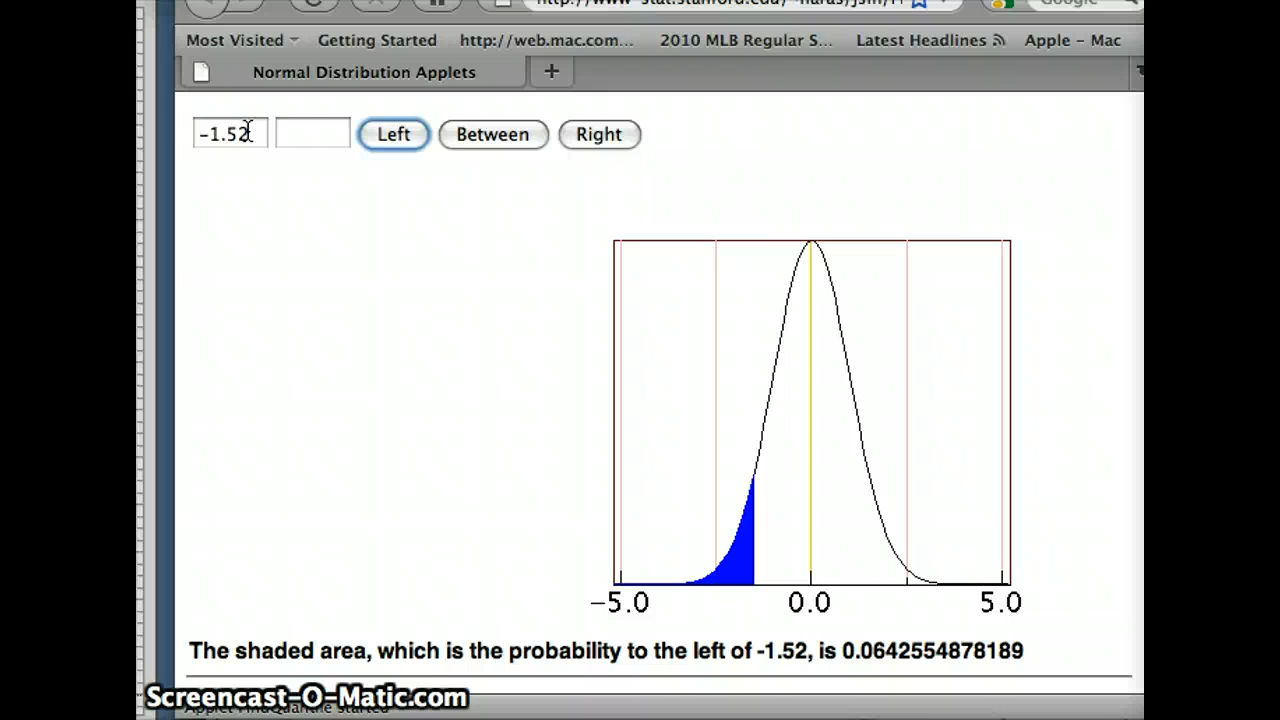 Most Visited
Getting Started
http://web.mac.com...
2010 MLB Regular S...
Latest Headlines
Apple – Mac
Normal Distribution Applets
+
−1.52
Left
Between
Right
−5.0
0.0
5.0
The shaded area, which is the probability to the left of -1.52, is 0.0642554878189
Screencast-O-Matic.com